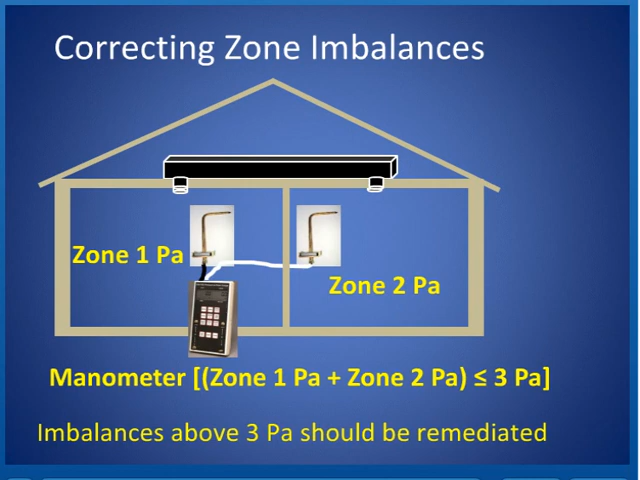 Correcting Zone Imbalances
Zone 1 Pa
Zone 2 Pa
Manometer [(Zone 1 Pa + Zone 2 Pa) ≤ 3 Pa]
Imbalances above 3 Pa should be remediated